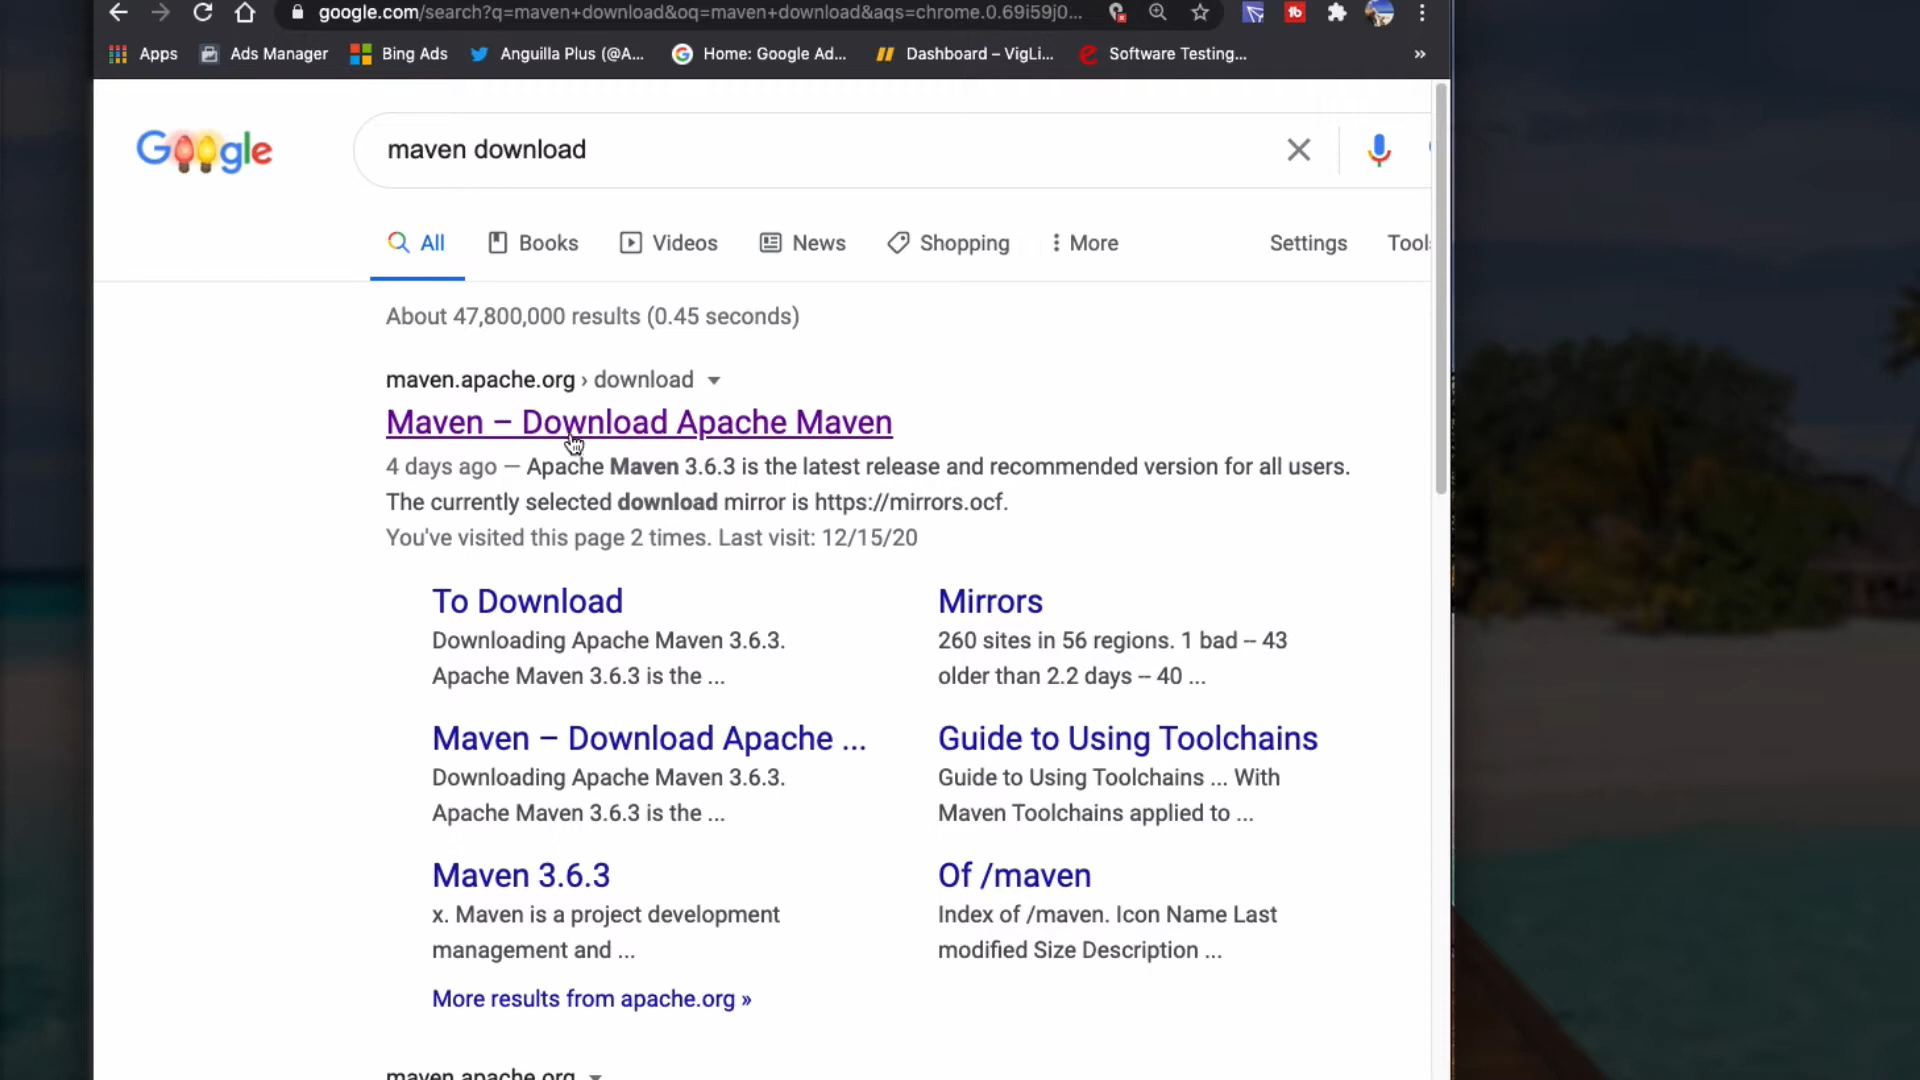 google.com/search?q=maven+download&oq=maven+download&aqs=chrome.0.69i59j0...
Apps Ads Manager Bing Ads Anguilla Plus (@A... Home: Google Ad... Dashboard – VigLi... Software Testing... »
Google
maven download
All Books Videos News Shopping More Settings Tools
About 47,800,000 results (0.45 seconds)
maven.apache.org › download
Maven – Download Apache Maven
4 days ago — Apache Maven 3.6.3 is the latest release and recommended version for all users.
The currently selected download mirror is https://mirrors.ocf.
You've visited this page 2 times. Last visit: 12/15/20
To Download
Downloading Apache Maven 3.6.3.
Apache Maven 3.6.3 is the ...
Mirrors
260 sites in 56 regions. 1 bad -- 43
older than 2.2 days -- 40 ...
Maven – Download Apache ...
Downloading Apache Maven 3.6.3.
Apache Maven 3.6.3 is the ...
Guide to Using Toolchains
Guide to Using Toolchains ... With
Maven Toolchains applied to ...
Maven 3.6.3
x. Maven is a project development
management and ...
Of /maven
Index of /maven. Icon Name Last
modified Size Description ...
More results from apache.org »
maven.apache.org